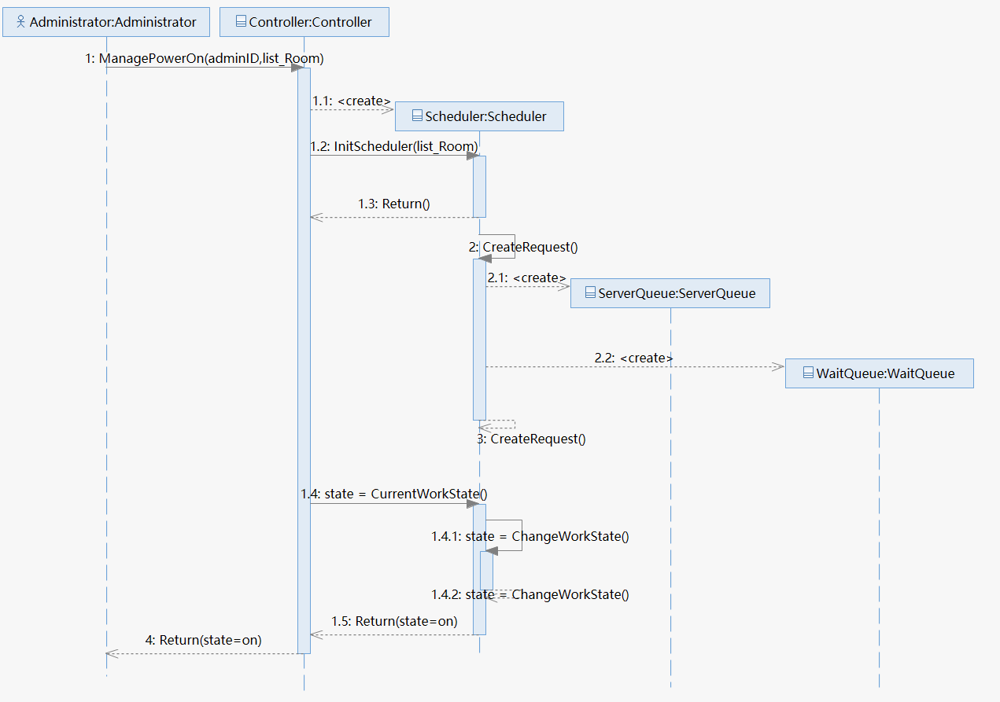 Administrator:Administrator
Controller:Controller
1: ManagePowerOn(adminID,list_Room)
1.1: <create>
Scheduler:Scheduler
1.2: InitScheduler(list_Room)
1.3: Return()
2: CreateRequest()
2.1: <create>
ServerQueue:ServerQueue
2.2: <create>
WaitQueue:WaitQueue
3: CreateRequest()
1.4: state = CurrentWorkState()
1.4.1: state = ChangeWorkState()
1.4.2: state = ChangeWorkState()
1.5: Return(state=on)
4: Return(state=on)